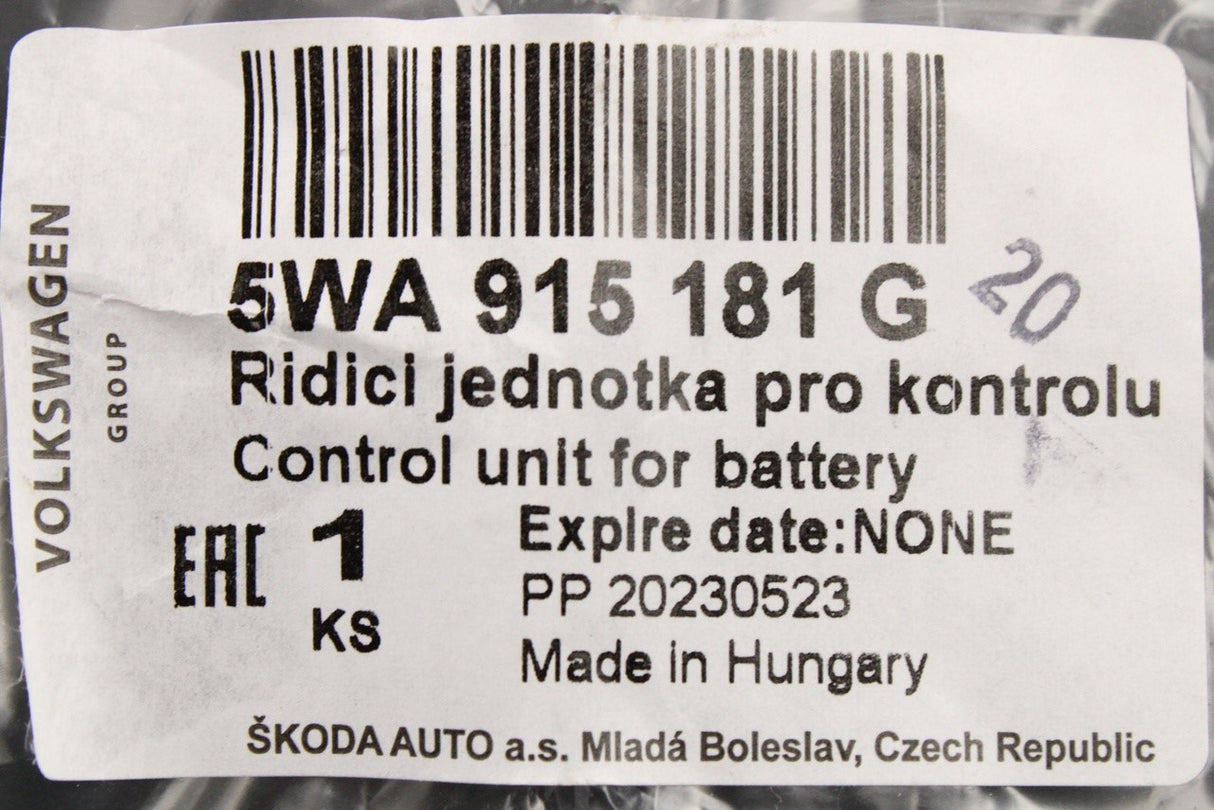 VOLKSWAGEN
GROUP
5WA 915 181 G
20
Ridici jednotka pro kontrolu
Control unit for battery
EAC
1
KS
Expire date:NONE
PP 20230523
Made in Hungary
ŠKODA AUTO a.s. Mladá Boleslav, Czech Republic